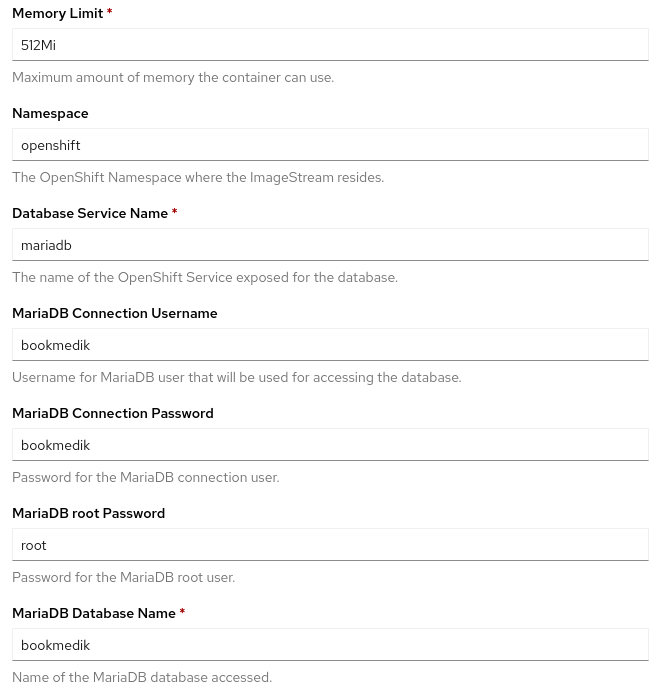 Memory Limit *
512Mi
Maximum amount of memory the container can use.
Namespace
openshift
The OpenShift Namespace where the ImageStream resides.
Database Service Name *
mariadb
The name of the OpenShift Service exposed for the database.
MariaDB Connection Username
bookmedik
Username for MariaDB user that will be used for accessing the database.
MariaDB Connection Password
bookmedik
Password for the MariaDB connection user.
MariaDB root Password
root
Password for the MariaDB root user.
MariaDB Database Name *
bookmedik
Name of the MariaDB database accessed.